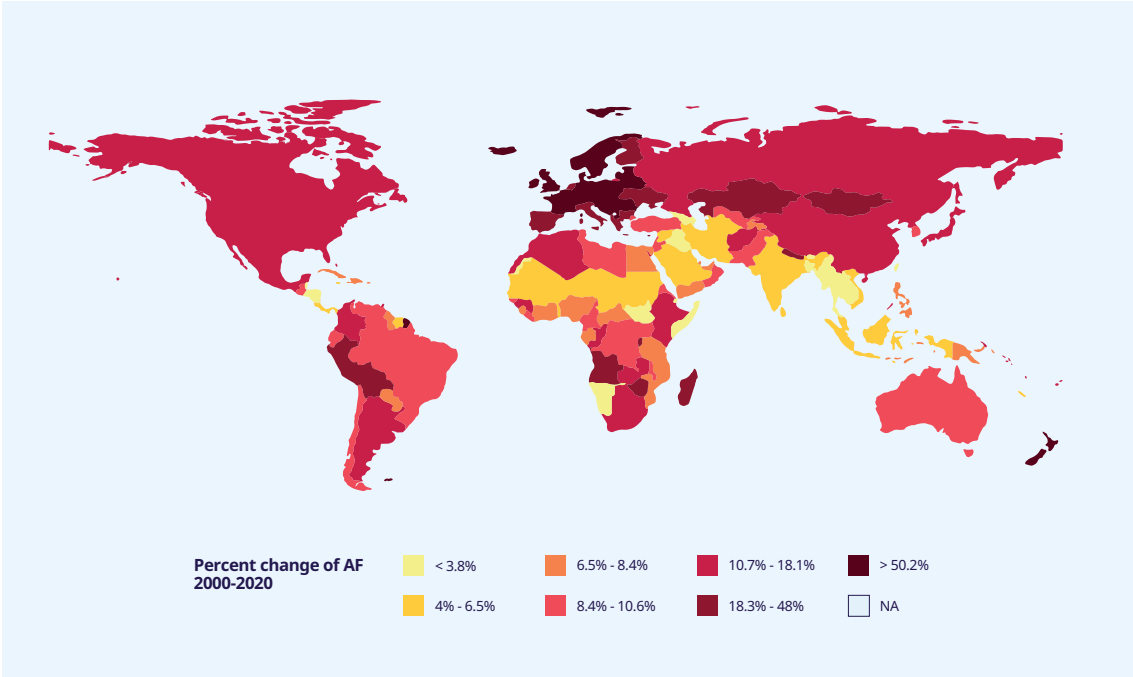 Percent change of AF
2000-2020
< 3.8%
6.5% - 8.4%
10.7% - 18.1%
> 50.2%
4% - 6.5%
8.4% - 10.6%
18.3% - 48%
NA